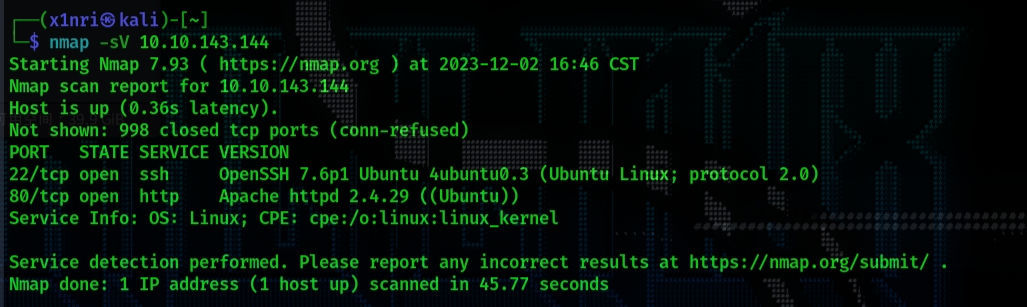 ┌──(x1nri㉿kali)-[~]
└─$ nmap -sV 10.10.143.144
Starting Nmap 7.93 ( https://nmap.org ) at 2023-12-02 16:46 CST
Nmap scan report for 10.10.143.144
Host is up (0.36s latency).
Not shown: 998 closed tcp ports (conn-refused)
PORT   STATE SERVICE VERSION
22/tcp open  ssh     OpenSSH 7.6p1 Ubuntu 4ubuntu0.3 (Ubuntu Linux; protocol 2.0)
80/tcp open  http    Apache httpd 2.4.29 ((Ubuntu))
Service Info: OS: Linux; CPE: cpe:/o:linux:linux_kernel
Service detection performed. Please report any incorrect results at https://nmap.org/submit/ .
Nmap done: 1 IP address (1 host up) scanned in 45.77 seconds